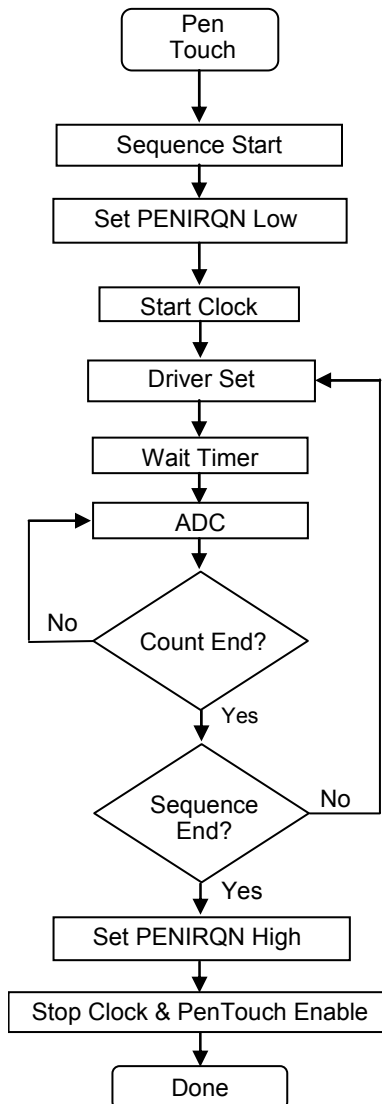 Pen
Touch
Sequence Start
Set PENIRQN Low
Start Clock
Driver Set
Wait Timer
ADC
No
Count End?
Yes
Sequence
End?
No
Yes
Set PENIRQN High
Stop Clock & PenTouch Enable
Done